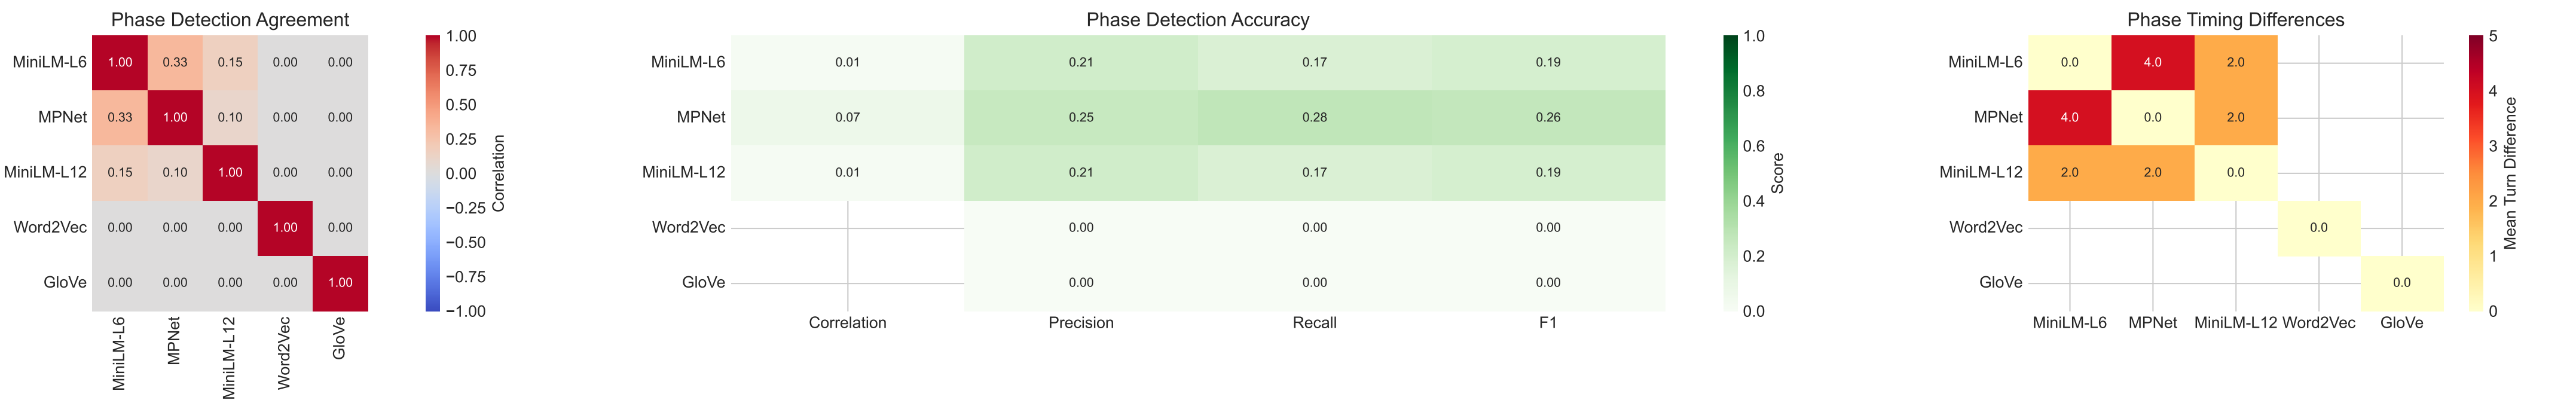 Phase Detection Agreement
MiniLM-L6 1.00 0.33 0.15 0.00 0.00
MPNet 0.33 1.00 0.10 0.00 0.00
MiniLM-L12 0.15 0.10 1.00 0.00 0.00
Word2Vec 0.00 0.00 0.00 1.00 0.00
GloVe 0.00 0.00 0.00 0.00 1.00
MiniLM-L6 MPNet MiniLM-L12 Word2Vec GloVe
1.00
0.75
0.50
0.25
0.00
−0.25
−0.50
−0.75
−1.00
Correlation
Phase Detection Accuracy
MiniLM-L6 0.01 0.21 0.17 0.19
MPNet 0.07 0.25 0.28 0.26
MiniLM-L12 0.01 0.21 0.17 0.19
Word2Vec 0.00 0.00 0.00
GloVe 0.00 0.00 0.00
Correlation Precision Recall F1
1.0
0.8
0.6
0.4
0.2
0.0
Score
Phase Timing Differences
MiniLM-L6 0.0 4.0 2.0
MPNet 4.0 0.0 2.0
MiniLM-L12 2.0 2.0 0.0
Word2Vec 0.0
GloVe 0.0
MiniLM-L6 MPNet MiniLM-L12 Word2Vec GloVe
5
4
3
2
1
0
Mean Turn Difference